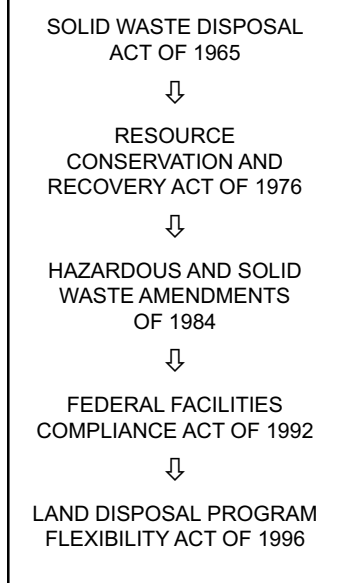 SOLID WASTE DISPOSAL
ACT OF 1965
⇩
RESOURCE
CONSERVATION AND
RECOVERY ACT OF 1976
⇩
HAZARDOUS AND SOLID
WASTE AMENDMENTS
OF 1984
⇩
FEDERAL FACILITIES
COMPLIANCE ACT OF 1992
⇩
LAND DISPOSAL PROGRAM
FLEXIBILITY ACT OF 1996